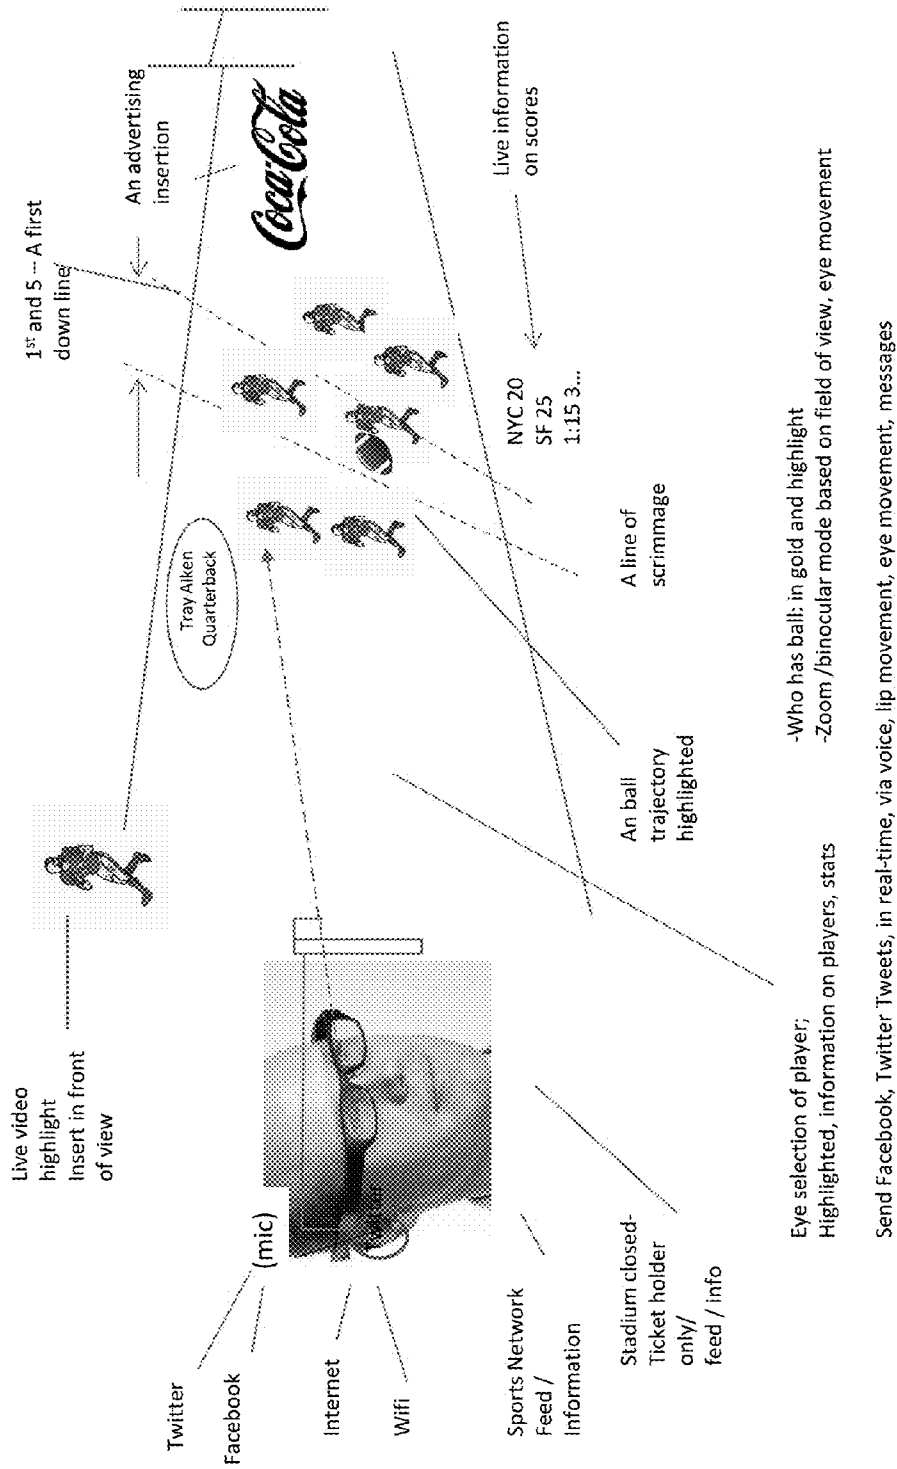 Live video
highlight
Insert in front
of view
1st and 5 – A first
down line
An advertising
insertion
Coca-Cola
Tray Aiken
Quarterback
Twitter
Facebook
(mic)
Internet
Wifi
Sports Network
Feed /
Information
Stadium closed-
Ticket holder
only/
feed / info
An ball
trajectory
highlighted
A line of
scrimmage
NYC 20
SF 25
1:15 3...
Live information
on scores
Eye selection of player;
Highlighted, information on players, stats
-Who has ball: in gold and highlight
-Zoom /binocular mode based on field of view, eye movement
Send Facebook, Twitter Tweets, in real-time, via voice, lip movement, eye movement, messages